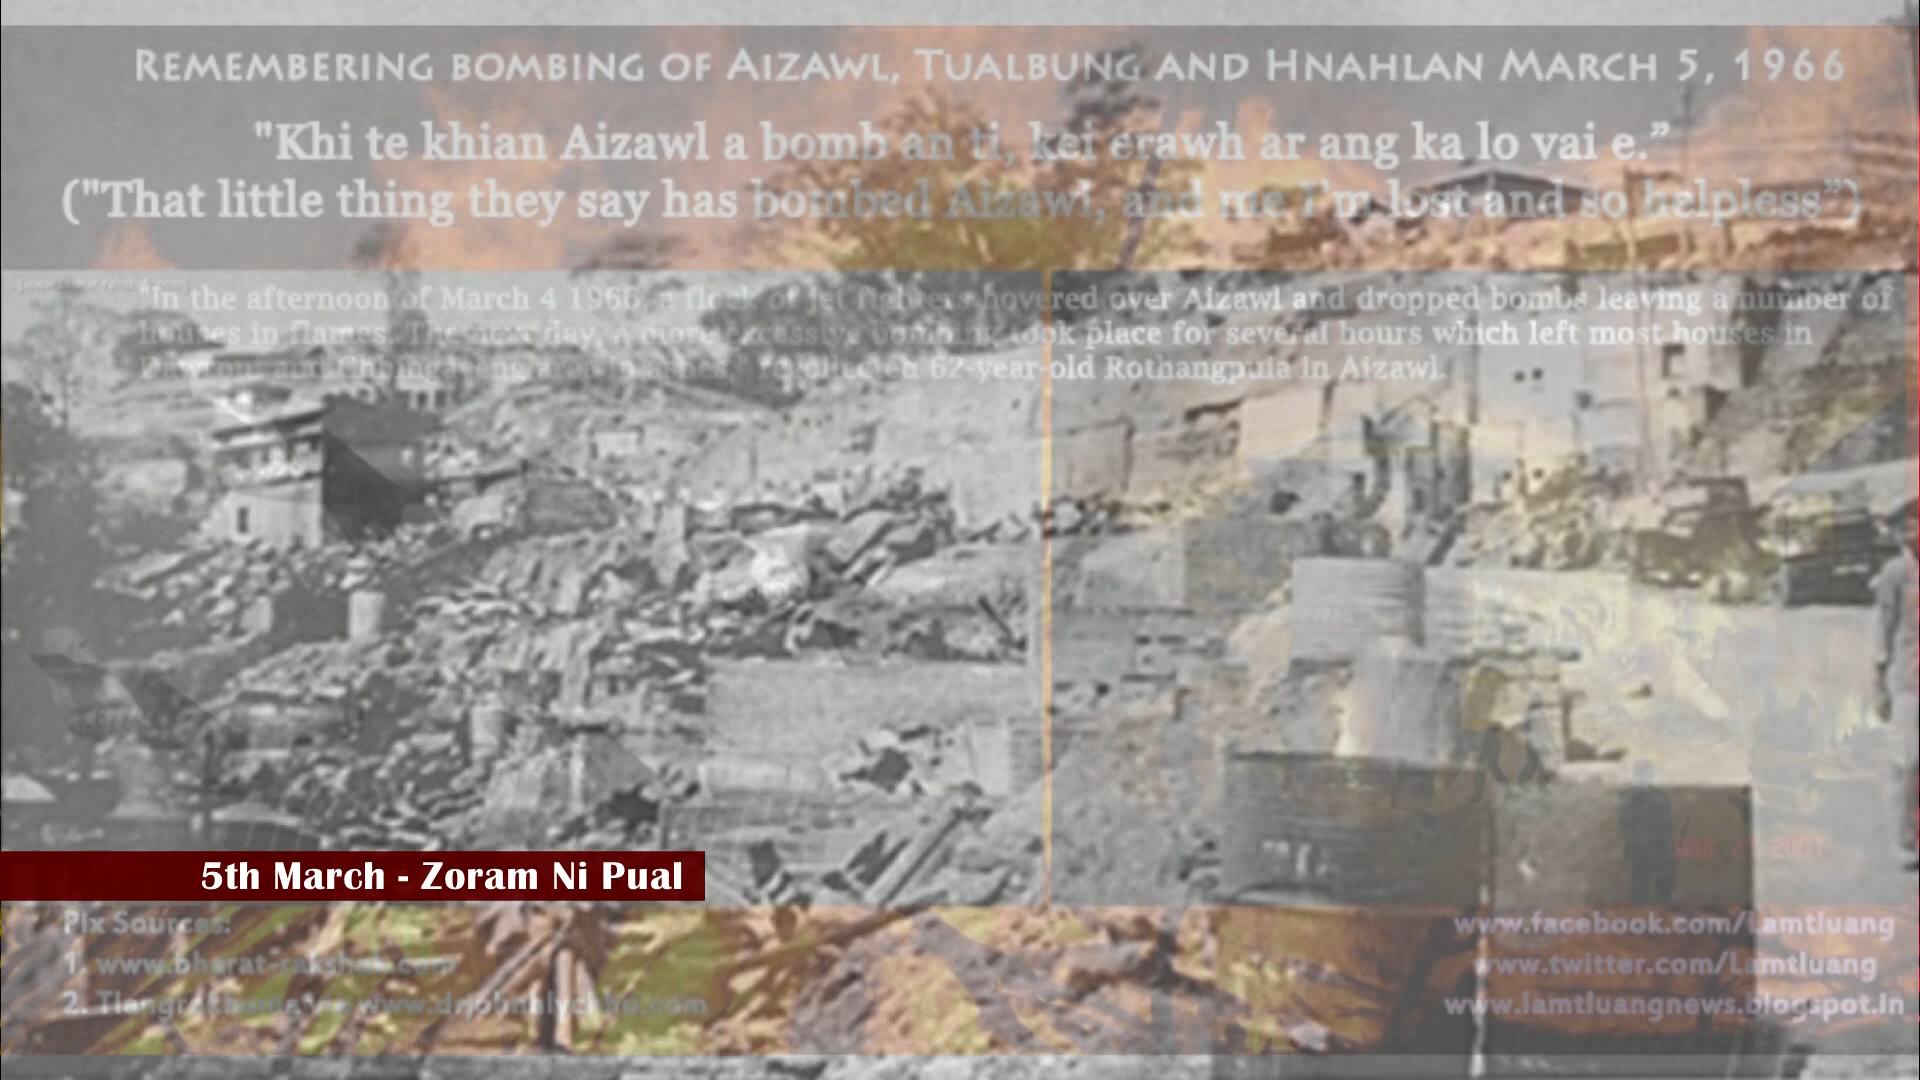 REMEMBERING BOMBING OF AIZAWL, TUALBUNG AND HNAHLAN MARCH 5, 1966
"Khi te khian Aizawl a bomb an ti, kei erawh ar ang ka lo vai e.”
("That little thing they say has bombed Aizawl, and me I'm lost and so helpless”)
"In the afternoon of March 4 1966, a flock of jet fighters hovered over Aizawl and dropped bombs leaving a number of
houses in flames. The next day, a more excessive bombing took place for several hours which left most houses in
62-year-old Rothangpuia in Aizawl.
5th March - Zoram Ni Pual
Pix Sources:
1. www.bharat-rakshak.com
2.
www.facebook.com/Lamtluang
www.twitter.com/Lamtluang
www.lamtluangnews.blogspot.in